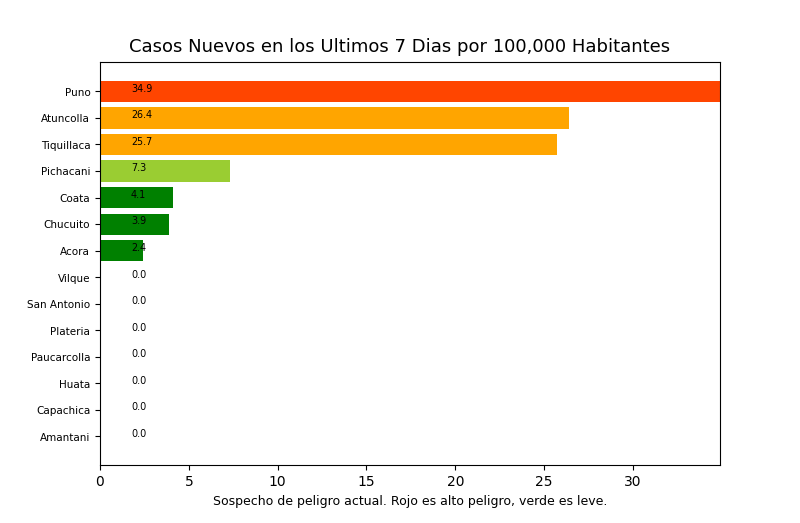 Casos Nuevos en los Ultimos 7 Dias por 100,000 Habitantes
Puno 34.9
Atuncolla 26.4
Tiquillaca 25.7
Pichacani 7.3
Coata 4.1
Chucuito 3.9
Acora 2.4
Vilque 0.0
San Antonio 0.0
Plateria 0.0
Paucarcolla 0.0
Huata 0.0
Capachica 0.0
Amantani 0.0
0 5 10 15 20 25 30
Sospecho de peligro actual. Rojo es alto peligro, verde es leve.